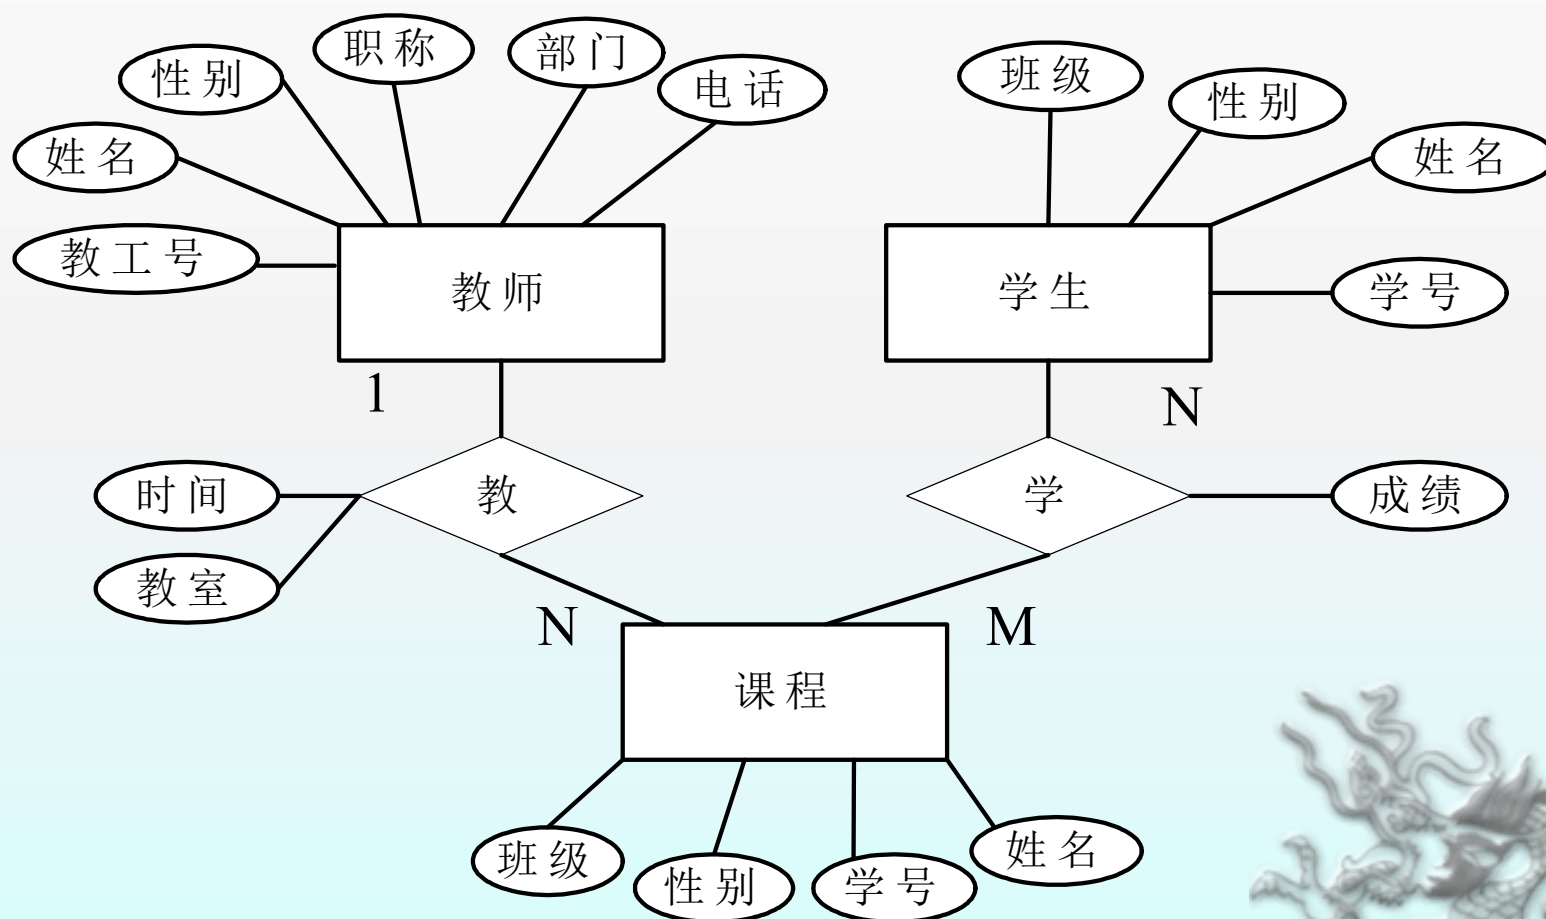 职称
部门
性别
电话
班级
性别
姓名
姓名
教工号
教师
学生
学号
1
N
时间
教
学
成绩
教室
N
M
课程
班级
性别
学号
姓名